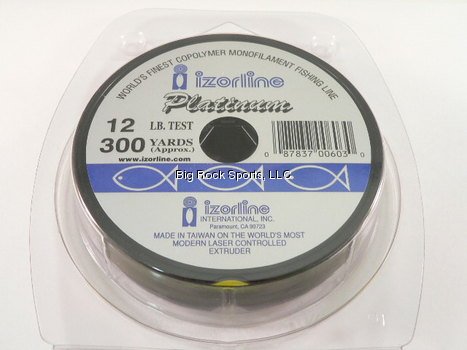 WORLD'S FINEST COPOLYMER MONOFILAMENT FISHING LINE
izorline
Platinum
12 LB. TEST
300 YARDS
(Approx.)
www.izorline.com
0 87837 00603 0
Big Rock Sports, LLC.
izorline
INTERNATIONAL, INC.
Paramount, CA 90723
MADE IN TAIWAN ON THE WORLD'S MOST
MODERN LASER CONTROLLED
EXTRUDER